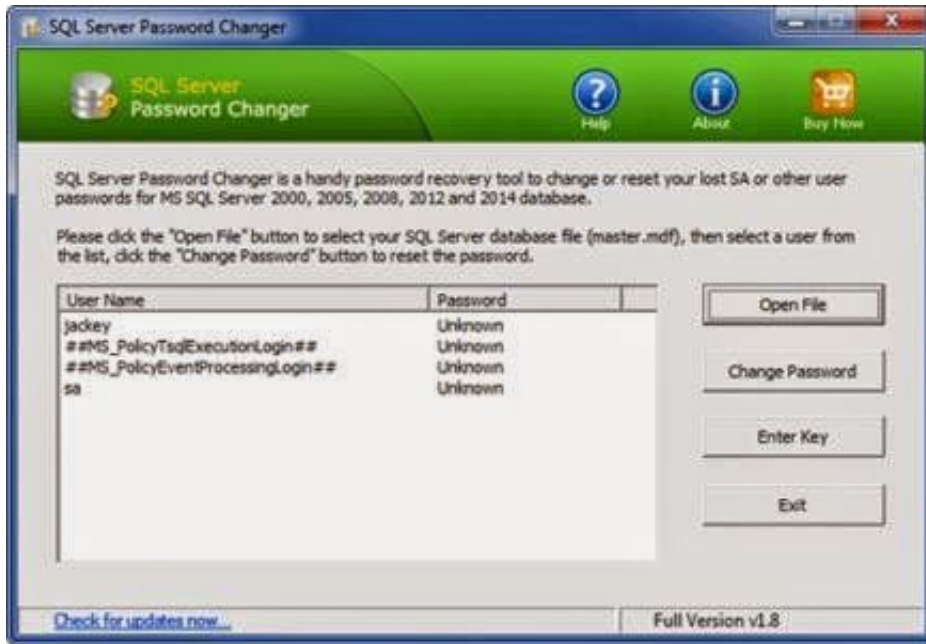 SQL Server Password Changer
SQL Server
Password Changer
Help
About
Buy Now
SQL Server Password Changer is a handy password recovery tool to change or reset your lost SA or other user
passwords for MS SQL Server 2000, 2005, 2008, 2012 and 2014 database.
Please click the "Open File" button to select your SQL Server database file (master.mdf), then select a user from
the list, click the "Change Password" button to reset the password.
User Name Password
jackey Unknown
##MS_PolicyTsqlExecutionLogin## Unknown
##MS_PolicyEventProcessingLogin## Unknown
sa Unknown
Open File
Change Password
Enter Key
Exit
Check for updates now... Full Version v1.8